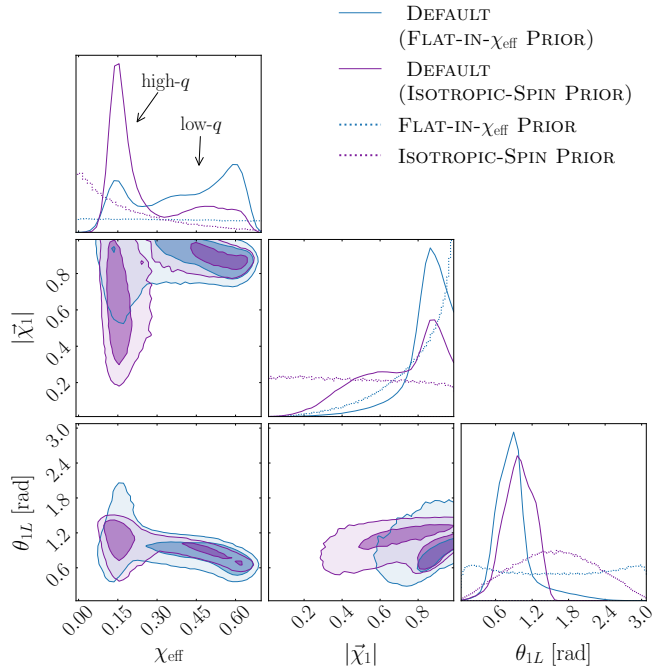 DEFAULT
(FLAT-IN-χeff PRIOR)
DEFAULT
(ISOTROPIC-SPIN PRIOR)
FLAT-IN-χeff PRIOR
ISOTROPIC-SPIN PRIOR
high-q
low-q
|χ⃗1|
0.8
0.6
0.4
0.2
θ1L [rad]
3.0
2.4
1.8
1.2
0.6
0.00
0.15
0.30
0.45
0.60
χeff
0.2
0.4
0.6
0.8
|χ⃗1|
0.6
1.2
1.8
2.4
3.0
θ1L [rad]